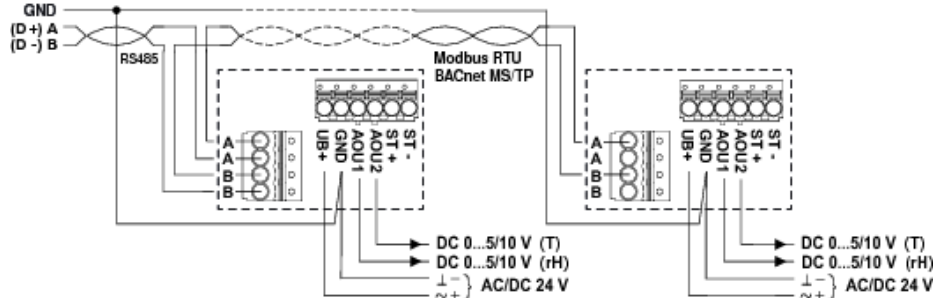 GND
(D +) A
(D -) B
RS485
Modbus RTU
BACnet MS/TP
A
A
B
B
UB+
GND
AOU1
AOU2
ST +
ST -
A
A
B
B
UB+
GND
AOU1
AOU2
ST +
ST -
DC 0...5/10 V (T)
DC 0...5/10 V (rH)
⊥ −
≂ +
AC/DC 24 V
DC 0...5/10 V (T)
DC 0...5/10 V (rH)
⊥ −
≂ +
AC/DC 24 V